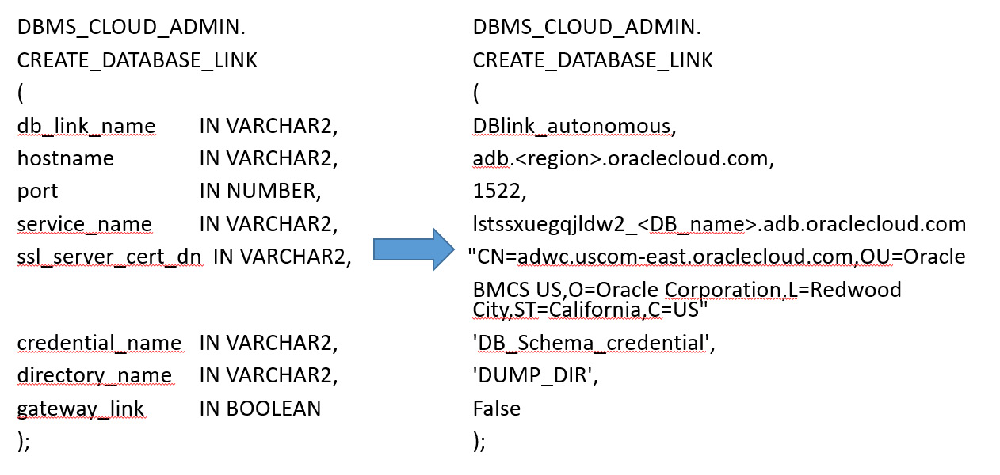 DBMS_CLOUD_ADMIN.
CREATE_DATABASE_LINK
(
db_link_name IN VARCHAR2,
hostname IN VARCHAR2,
port IN NUMBER,
service_name IN VARCHAR2,
ssl_server_cert_dn IN VARCHAR2,
credential_name IN VARCHAR2,
directory_name IN VARCHAR2,
gateway_link IN BOOLEAN
);
DBMS_CLOUD_ADMIN.
CREATE_DATABASE_LINK
(
DBlink_autonomous,
adb.<region>.oraclecloud.com,
1522,
lstssxuegqjldw2_<DB_name>.adb.oraclecloud.com
"CN=adwc.uscom-east.oraclecloud.com,OU=Oracle
BMCS US,O=Oracle Corporation,L=Redwood
City,ST=California,C=US"
'DB_Schema_credential',
'DUMP_DIR',
False
);